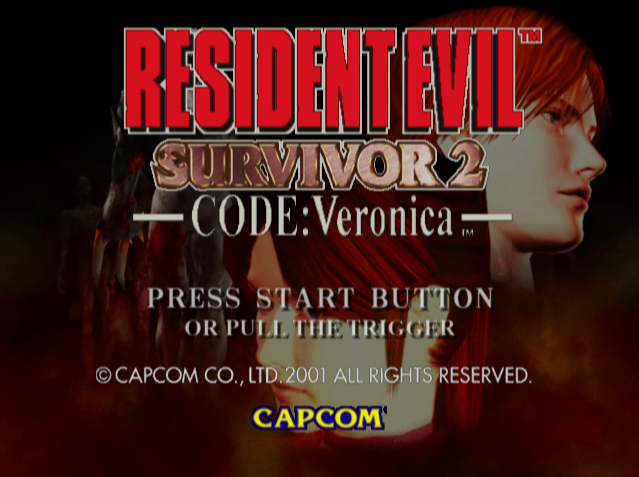 RESIDENT EVIL™
SURVIVOR 2
CODE:Veronica™
PRESS START BUTTON
OR PULL THE TRIGGER
© CAPCOM CO., LTD. 2001 ALL RIGHTS RESERVED.
CAPCOM